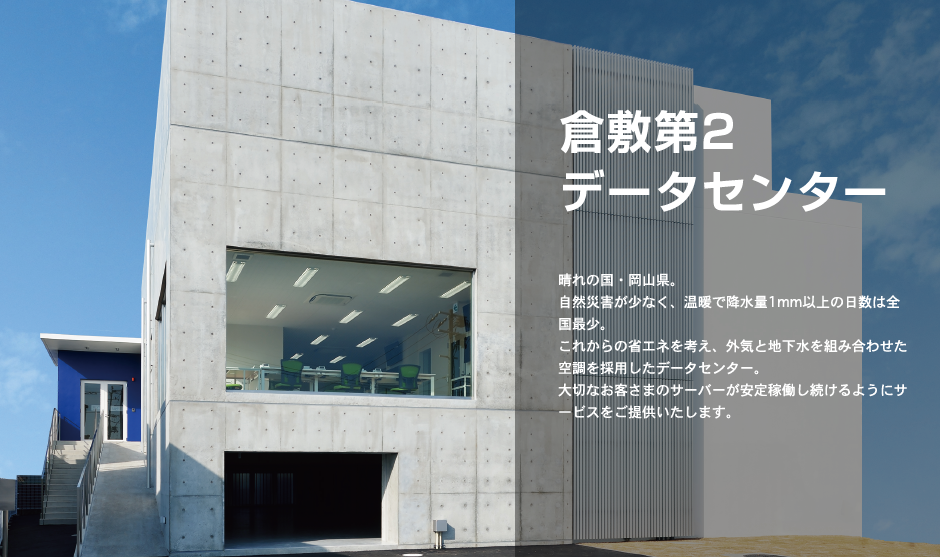 倉敷第2
データセンター
晴れの国・岡山県。
自然災害が少なく、温暖で降水量1mm以上の日数は全
国最少。
これからの省エネを考え、外気と地下水を組み合わせた
空調を採用したデータセンター。
大切なお客さまのサーバーが安定稼働し続けるようにサ
ービスをご提供いたします。